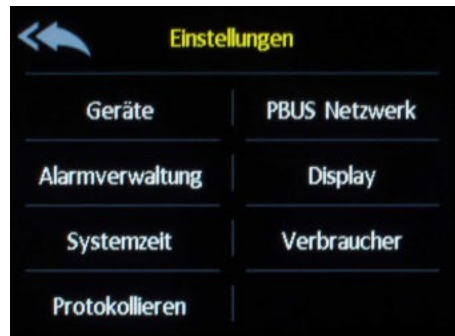 Einstellungen
Geräte
PBUS Netzwerk
Alarmverwaltung
Display
Systemzeit
Verbraucher
Protokollieren